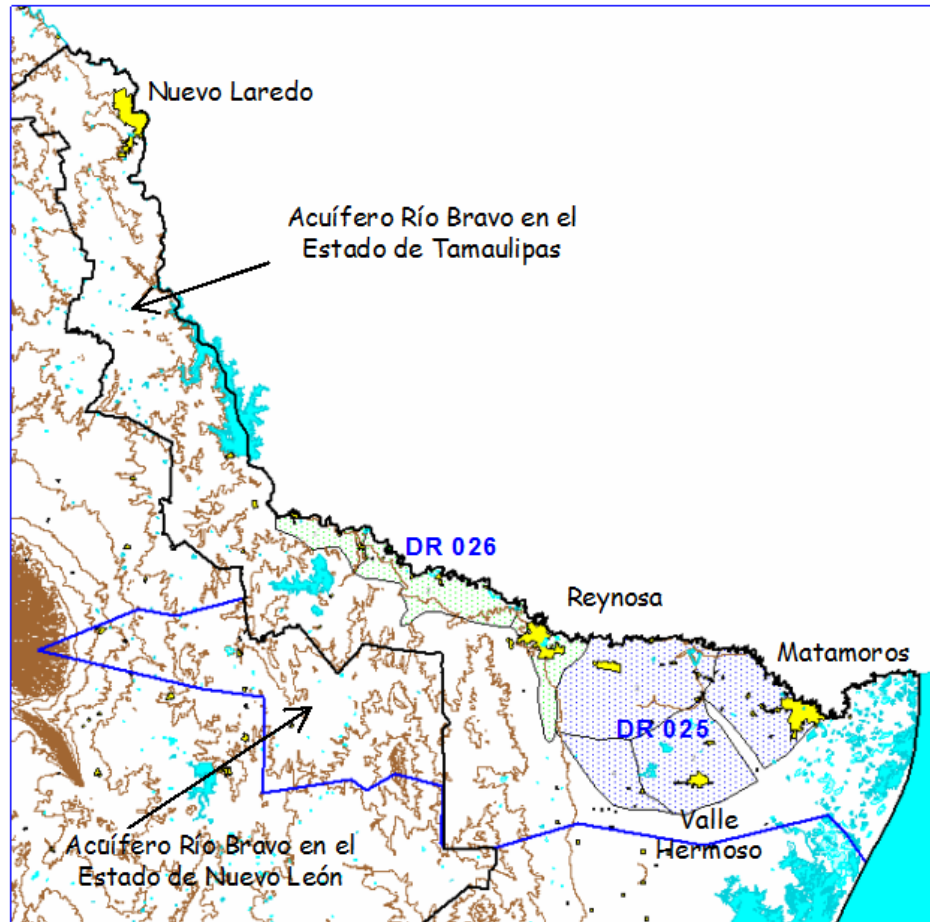 Nuevo Laredo
Acuífero Río Bravo en el
Estado de Tamaulipas
DR 026
Reynosa
Matamoros
DR 025
Valle
Hermoso
Acuífero Río Bravo en el
Estado de Nuevo León